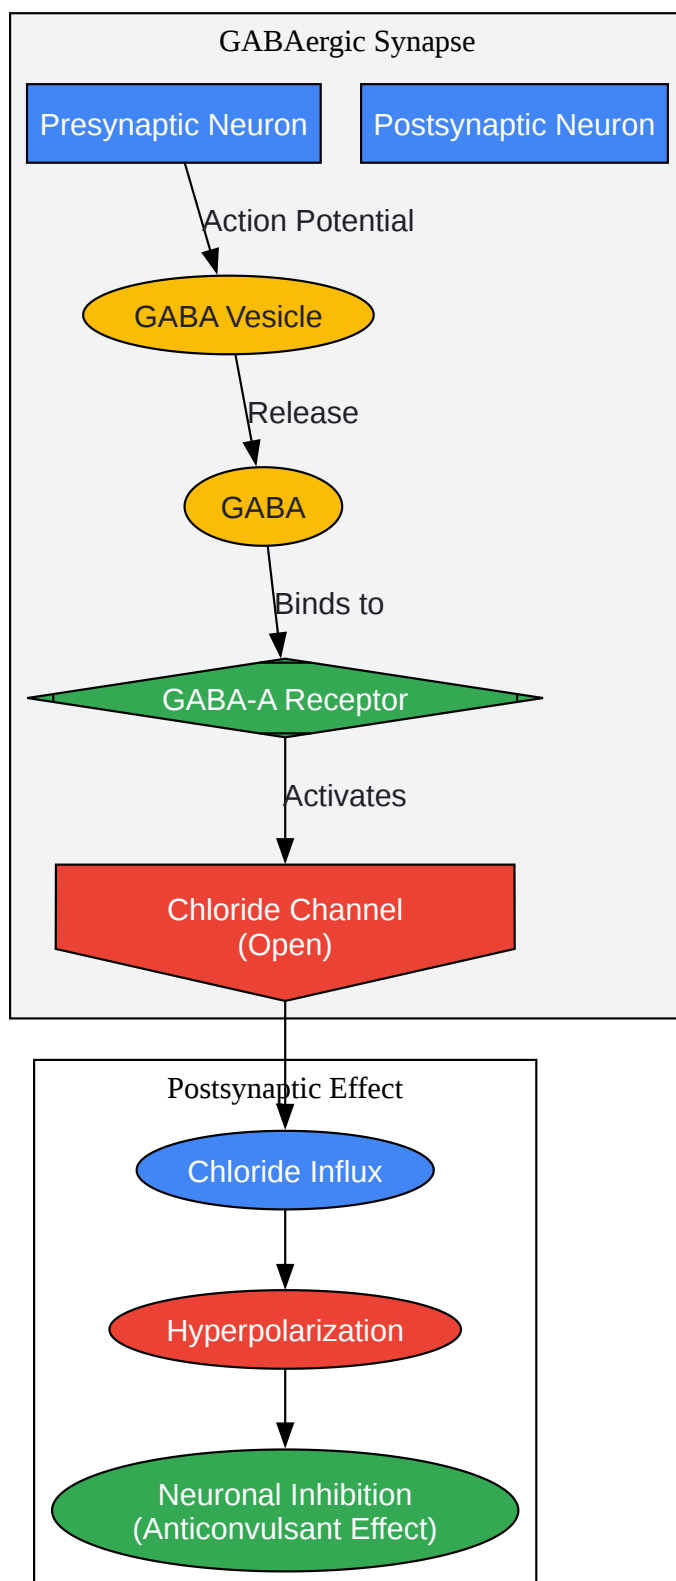 GABAergic Synapse
Presynaptic Neuron
Postsynaptic Neuron
Action Potential
GABA Vesicle
Release
GABA
Binds to
GABA-A Receptor
Activates
Chloride Channel
(Open)
Postsynaptic Effect
Chloride Influx
Hyperpolarization
Neuronal Inhibition
(Anticonvulsant Effect)